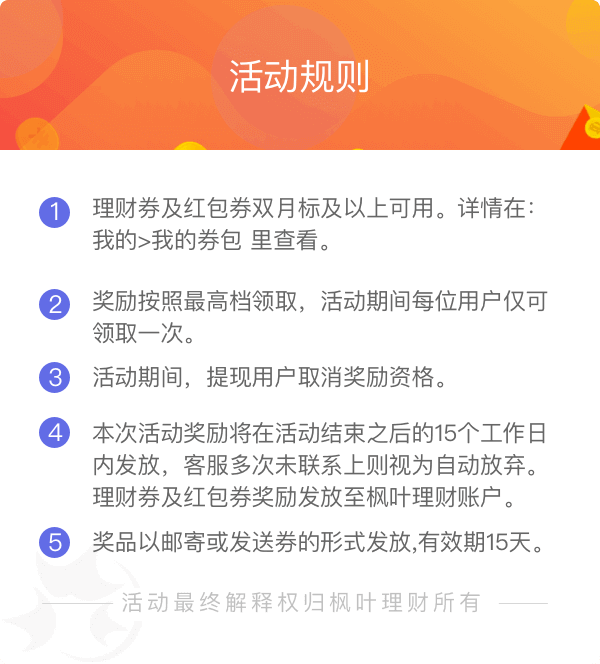 活动规则
1 理财券及红包券双月标及以上可用。详情在：
我的>我的券包 里查看。
2 奖励按照最高档领取，活动期间每位用户仅可
领取一次。
3 活动期间，提现用户取消奖励资格。
4 本次活动奖励将在活动结束之后的15个工作日
内发放，客服多次未联系上则视为自动放弃。
理财券及红包券奖励发放至枫叶理财账户。
5 奖品以邮寄或发送券的形式发放,有效期15天。
活动最终解释权归枫叶理财所有